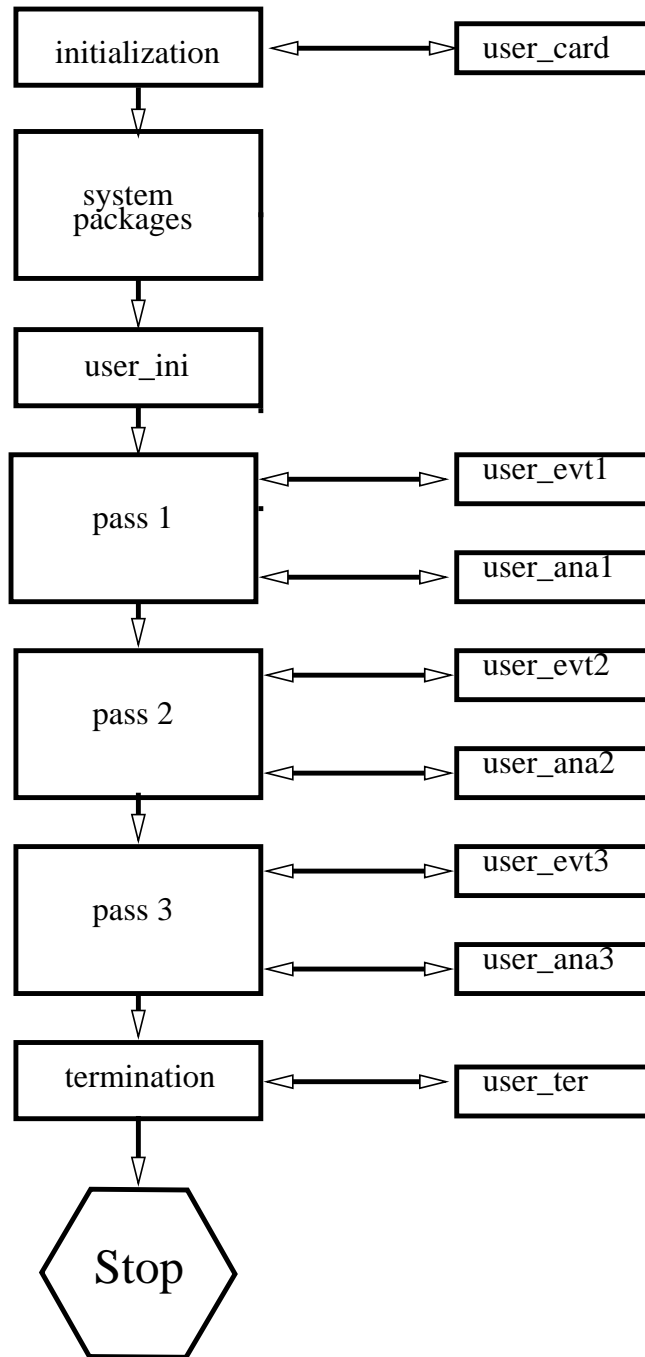 initialization
user_card
system
packages
user_ini
user_evt1
pass 1
user_ana1
user_evt2
pass 2
user_ana2
user_evt3
pass 3
user_ana3
termination
user_ter
Stop